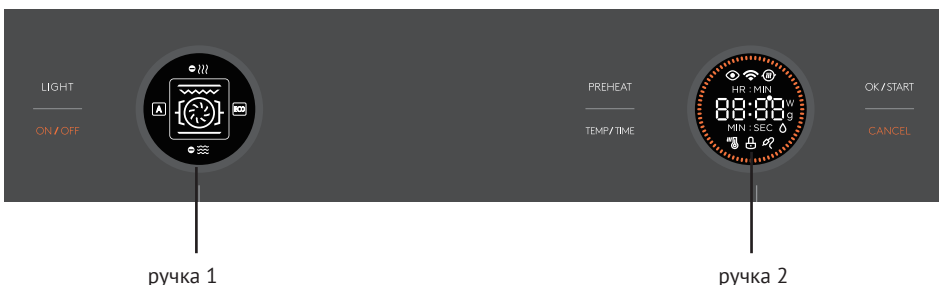 LIGHT
ON/OFF
A
ECO
PREHEAT
TEMP/TIME
HR : MIN
88:88 W
g
MIN : SEC
OK/START
CANCEL
ручка 1
ручка 2